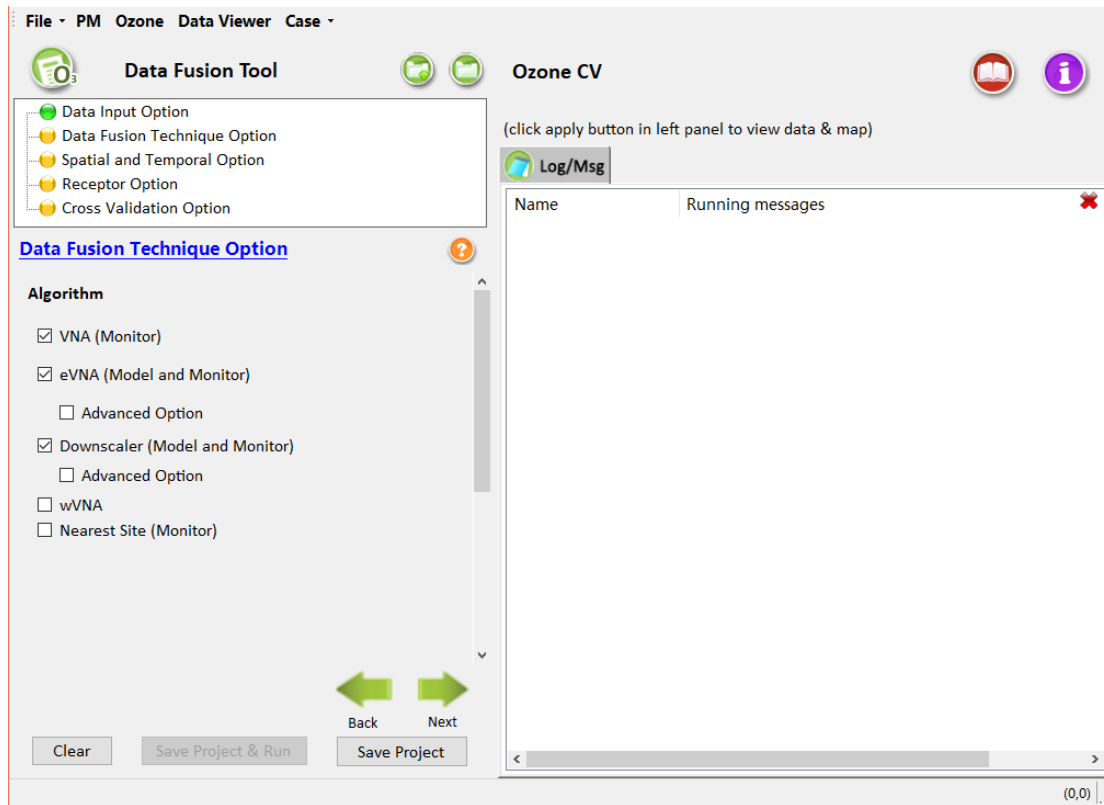 File PM Ozone Data Viewer Case
O3 Data Fusion Tool
Ozone CV
i
Data Input Option
Data Fusion Technique Option
Spatial and Temporal Option
Receptor Option
Cross Validation Option
(click apply button in left panel to view data & map)
Log/Msg
Name Running messages
Data Fusion Technique Option ?
Algorithm
VNA (Monitor)
eVNA (Model and Monitor)
Advanced Option
Downscaler (Model and Monitor)
Advanced Option
wVNA
Nearest Site (Monitor)
Back Next
Clear Save Project & Run Save Project
(0,0)